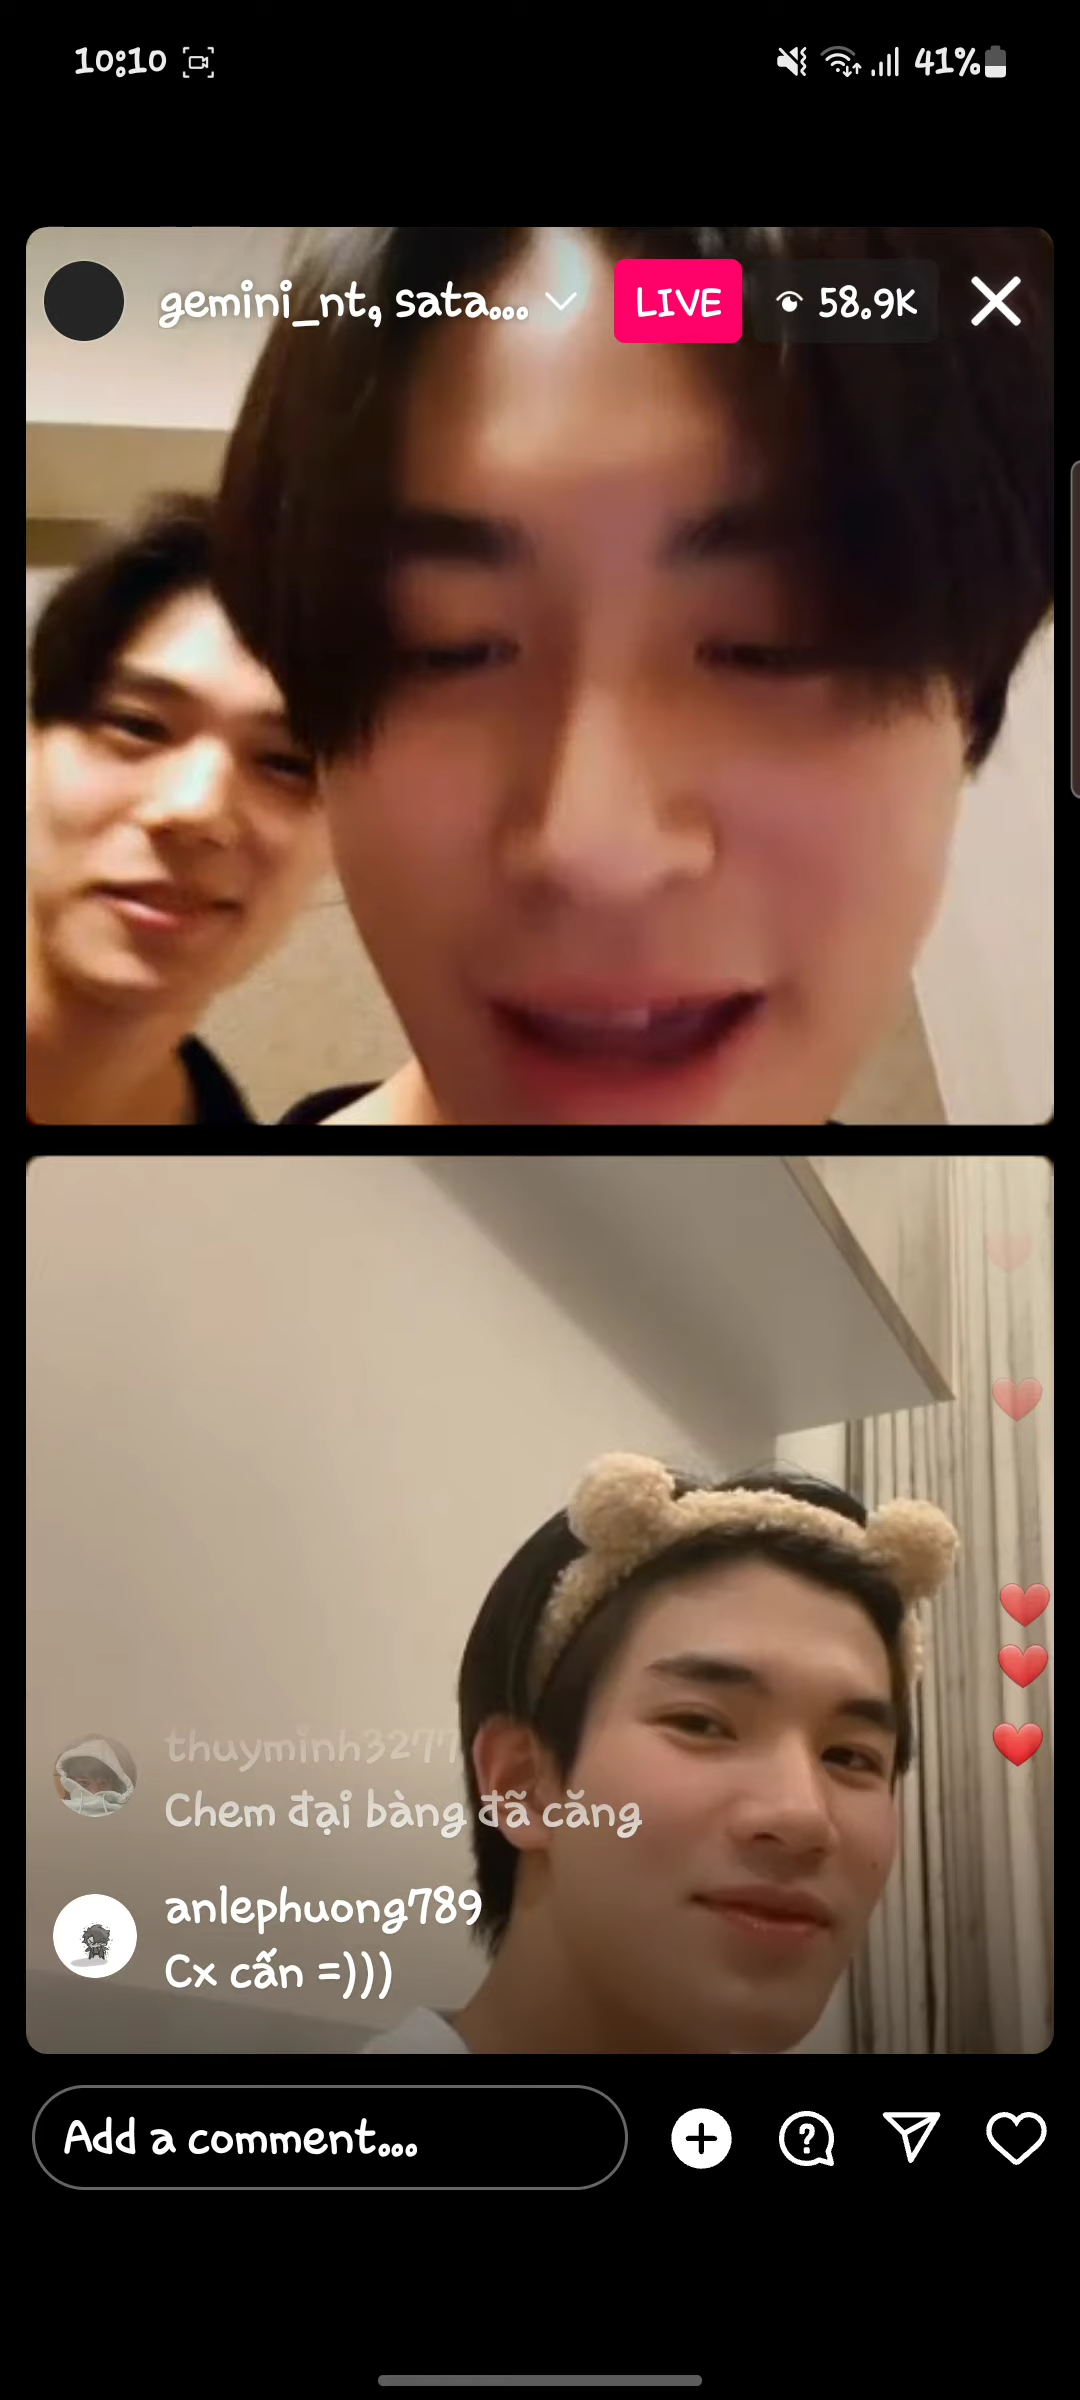 10:10
41%
gemini_nt, sata...
LIVE
58.9K
thuyminh3277
Chem đại bàng đã căng
anlephuong789
Cx cấn =)))
Add a comment...